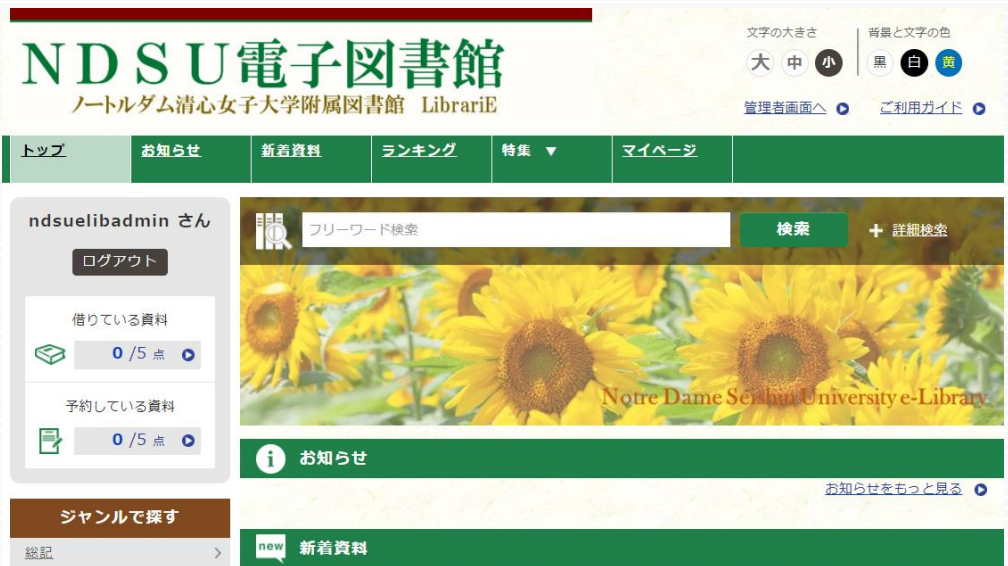 NDSU電子図書館
ノートルダム清心女子大学附属図書館 LibrariE
文字の大きさ
大 中 小
背景と文字の色
黒 白 黄
管理者画面へ
ご利用ガイド
トップ お知らせ 新着資料 ランキング 特集 ▼ マイページ
ndsuelibadmin さん
ログアウト
借りている資料
0 /5 点
予約している資料
0 /5 点
ジャンルで探す
総記
フリーワード検索 検索 + 詳細検索
Notre Dame Seishin University e-Library
i お知らせ
お知らせをもっと見る
new 新着資料